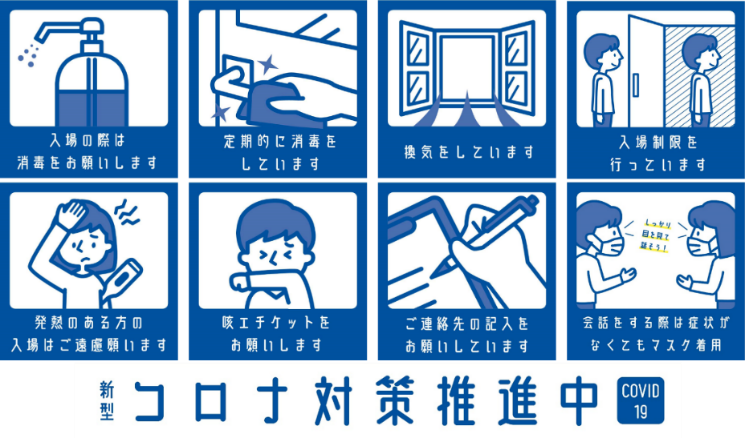 入場の際は
消毒をお願いします
定期的に消毒を
しています
換気をしています
入場制限を
行っています
発熱のある方の
入場はご遠慮願います
咳エチケットを
お願いします
ご連絡先の記入を
お願いしています
しっかり
目を見て
話そう!
会話をする際は症状が
なくてもマスク着用
新型 コロナ対策推進中 COVID 19